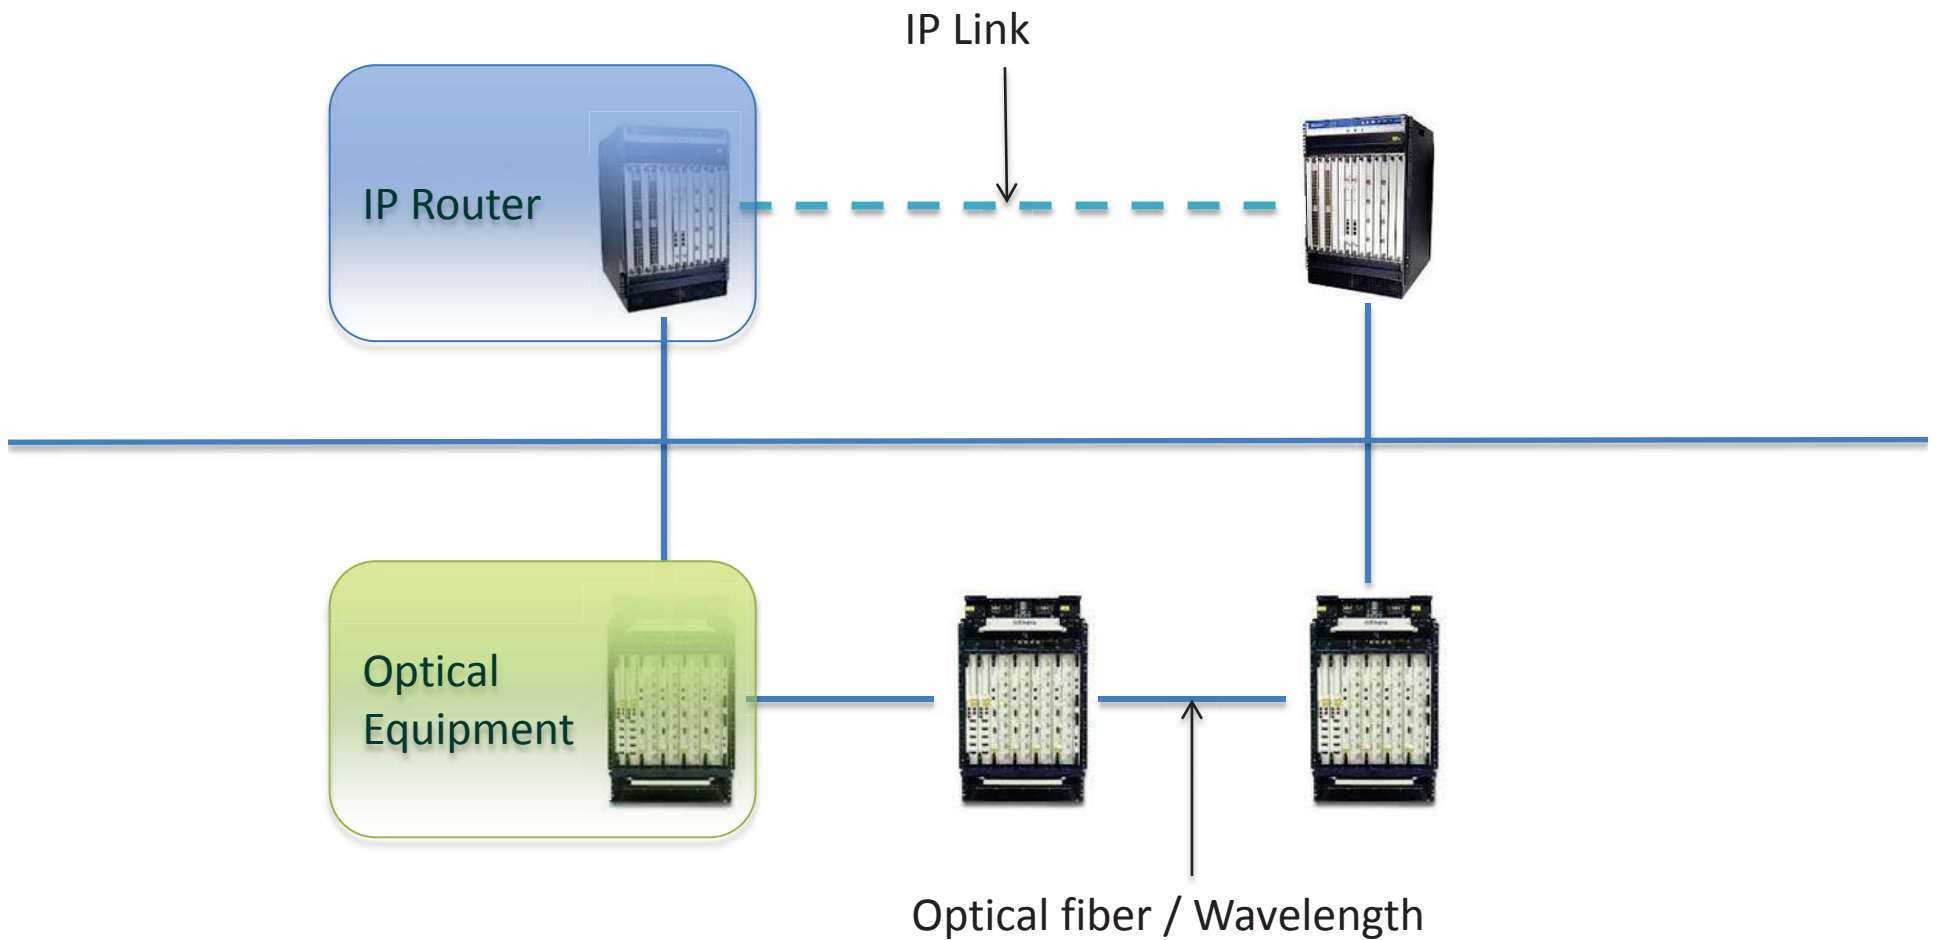 IP Link
IP Router
Optical
Equipment
Optical fiber / Wavelength